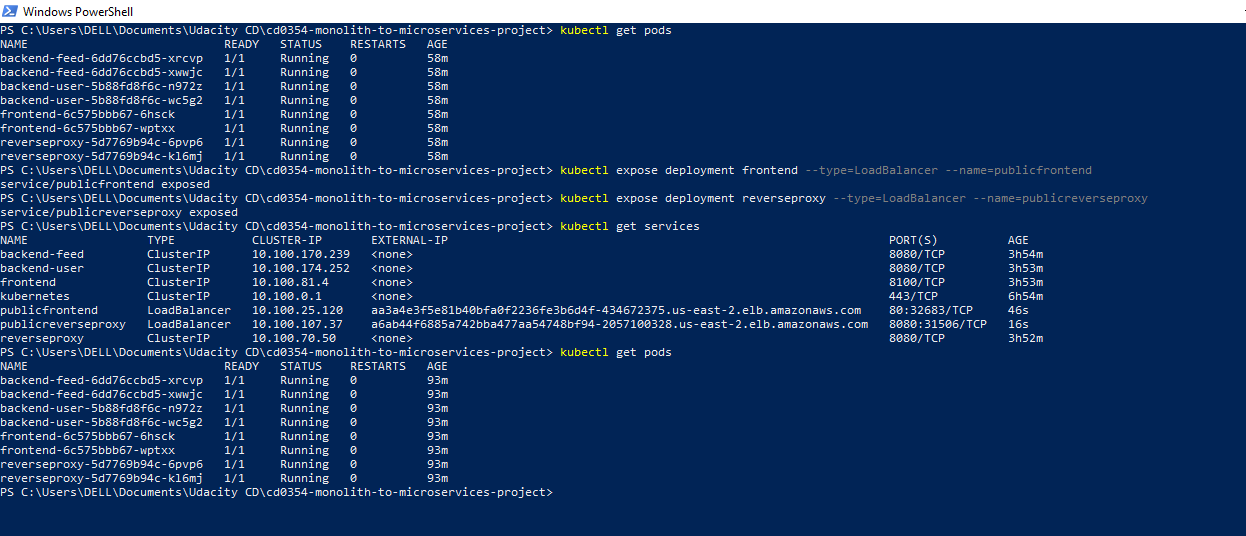 Windows PowerShell
PS C:\Users\DELL\Documents\Udacity CD\cd0354-monolith-to-microservices-project> kubectl get pods
NAME READY STATUS RESTARTS AGE
backend-feed-6dd76ccbd5-xrcvp 1/1 Running 0 58m
backend-feed-6dd76ccbd5-xwwjc 1/1 Running 0 58m
backend-user-5b88fd8f6c-n972z 1/1 Running 0 58m
backend-user-5b88fd8f6c-wc5g2 1/1 Running 0 58m
frontend-6c575bbb67-6hsck 1/1 Running 0 58m
frontend-6c575bbb67-wptxx 1/1 Running 0 58m
reverseproxy-5d7769b94c-6pvp6 1/1 Running 0 58m
reverseproxy-5d7769b94c-kl6mj 1/1 Running 0 58m
PS C:\Users\DELL\Documents\Udacity CD\cd0354-monolith-to-microservices-project> kubectl expose deployment frontend --type=LoadBalancer --name=publicfrontend
service/publicfrontend exposed
PS C:\Users\DELL\Documents\Udacity CD\cd0354-monolith-to-microservices-project> kubectl expose deployment reverseproxy --type=LoadBalancer --name=publicreverseproxy
service/publicreverseproxy exposed
PS C:\Users\DELL\Documents\Udacity CD\cd0354-monolith-to-microservices-project> kubectl get services
NAME TYPE CLUSTER-IP EXTERNAL-IP PORT(S) AGE
backend-feed ClusterIP 10.100.170.239 <none> 8080/TCP 3h54m
backend-user ClusterIP 10.100.174.252 <none> 8080/TCP 3h53m
frontend ClusterIP 10.100.81.4 <none> 8100/TCP 3h53m
kubernetes ClusterIP 10.100.0.1 <none> 443/TCP 6h54m
publicfrontend LoadBalancer 10.100.25.120 aa3a4e3f5e81b40bfa0f2236fe3b6d4f-434672375.us-east-2.elb.amazonaws.com 80:32683/TCP 46s
publicreverseproxy LoadBalancer 10.100.107.37 a6ab44f6885a742bba477aa54748bf94-2057100328.us-east-2.elb.amazonaws.com 8080:31506/TCP 16s
reverseproxy ClusterIP 10.100.70.50 <none> 8080/TCP 3h52m
PS C:\Users\DELL\Documents\Udacity CD\cd0354-monolith-to-microservices-project> kubectl get pods
NAME READY STATUS RESTARTS AGE
backend-feed-6dd76ccbd5-xrcvp 1/1 Running 0 93m
backend-feed-6dd76ccbd5-xwwjc 1/1 Running 0 93m
backend-user-5b88fd8f6c-n972z 1/1 Running 0 93m
backend-user-5b88fd8f6c-wc5g2 1/1 Running 0 93m
frontend-6c575bbb67-6hsck 1/1 Running 0 93m
frontend-6c575bbb67-wptxx 1/1 Running 0 93m
reverseproxy-5d7769b94c-6pvp6 1/1 Running 0 93m
reverseproxy-5d7769b94c-kl6mj 1/1 Running 0 93m
PS C:\Users\DELL\Documents\Udacity CD\cd0354-monolith-to-microservices-project>